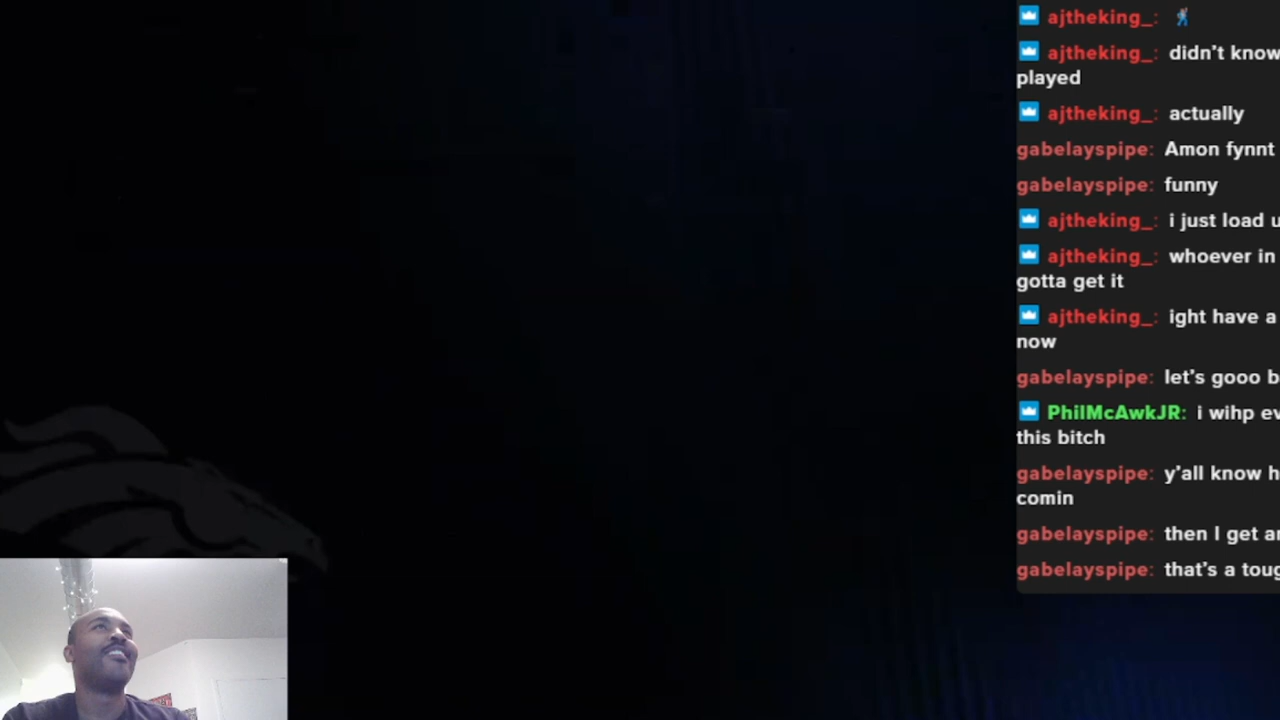 ajtheking_:
ajtheking_: didn't know
played
ajtheking_: actually
gabelayspipe: Amon fynnt
gabelayspipe: funny
ajtheking_: i just load u
ajtheking_: whoever in
gotta get it
ajtheking_: ight have a
now
gabelayspipe: let's gooo b
PhilMcAwkJR: i wihp ev
this bitch
gabelayspipe: y'all know h
comin
gabelayspipe: then I get an
gabelayspipe: that's a toug